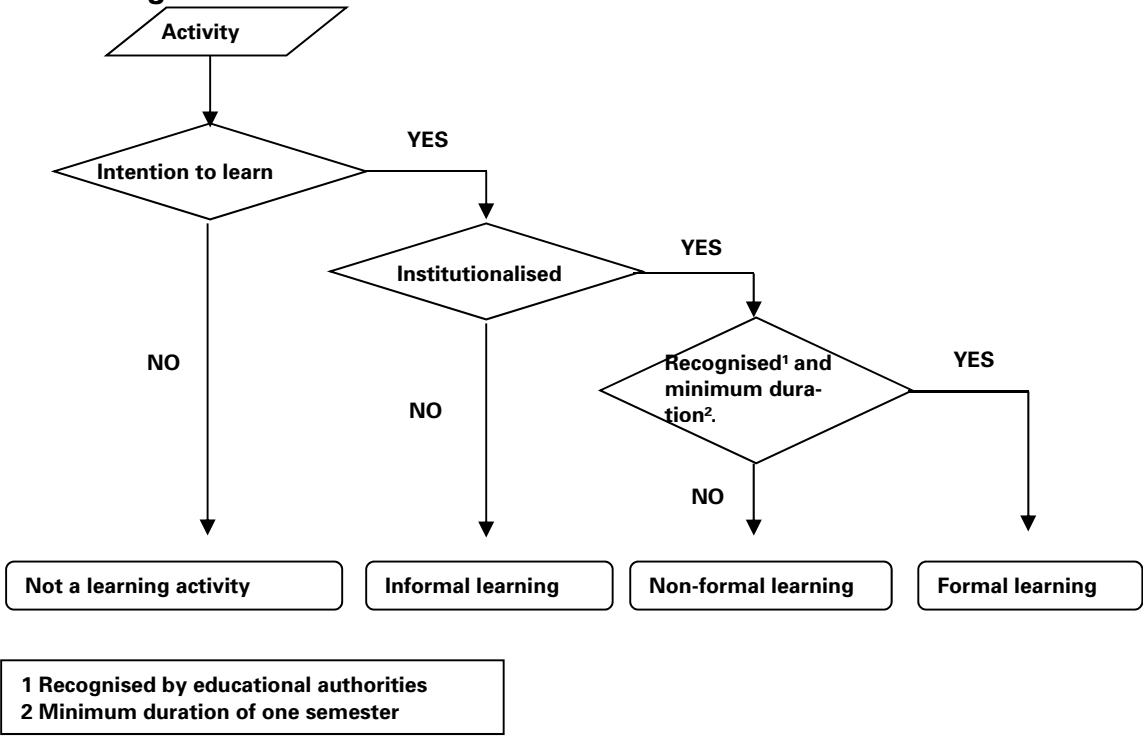 Activity
YES
Intention to learn
YES
Institutionalised
Recognised¹ and
minimum dura-
tion².
YES
NO
NO
NO
Not a learning activity
Informal learning
Non-formal learning
Formal learning
1 Recognised by educational authorities
2 Minimum duration of one semester